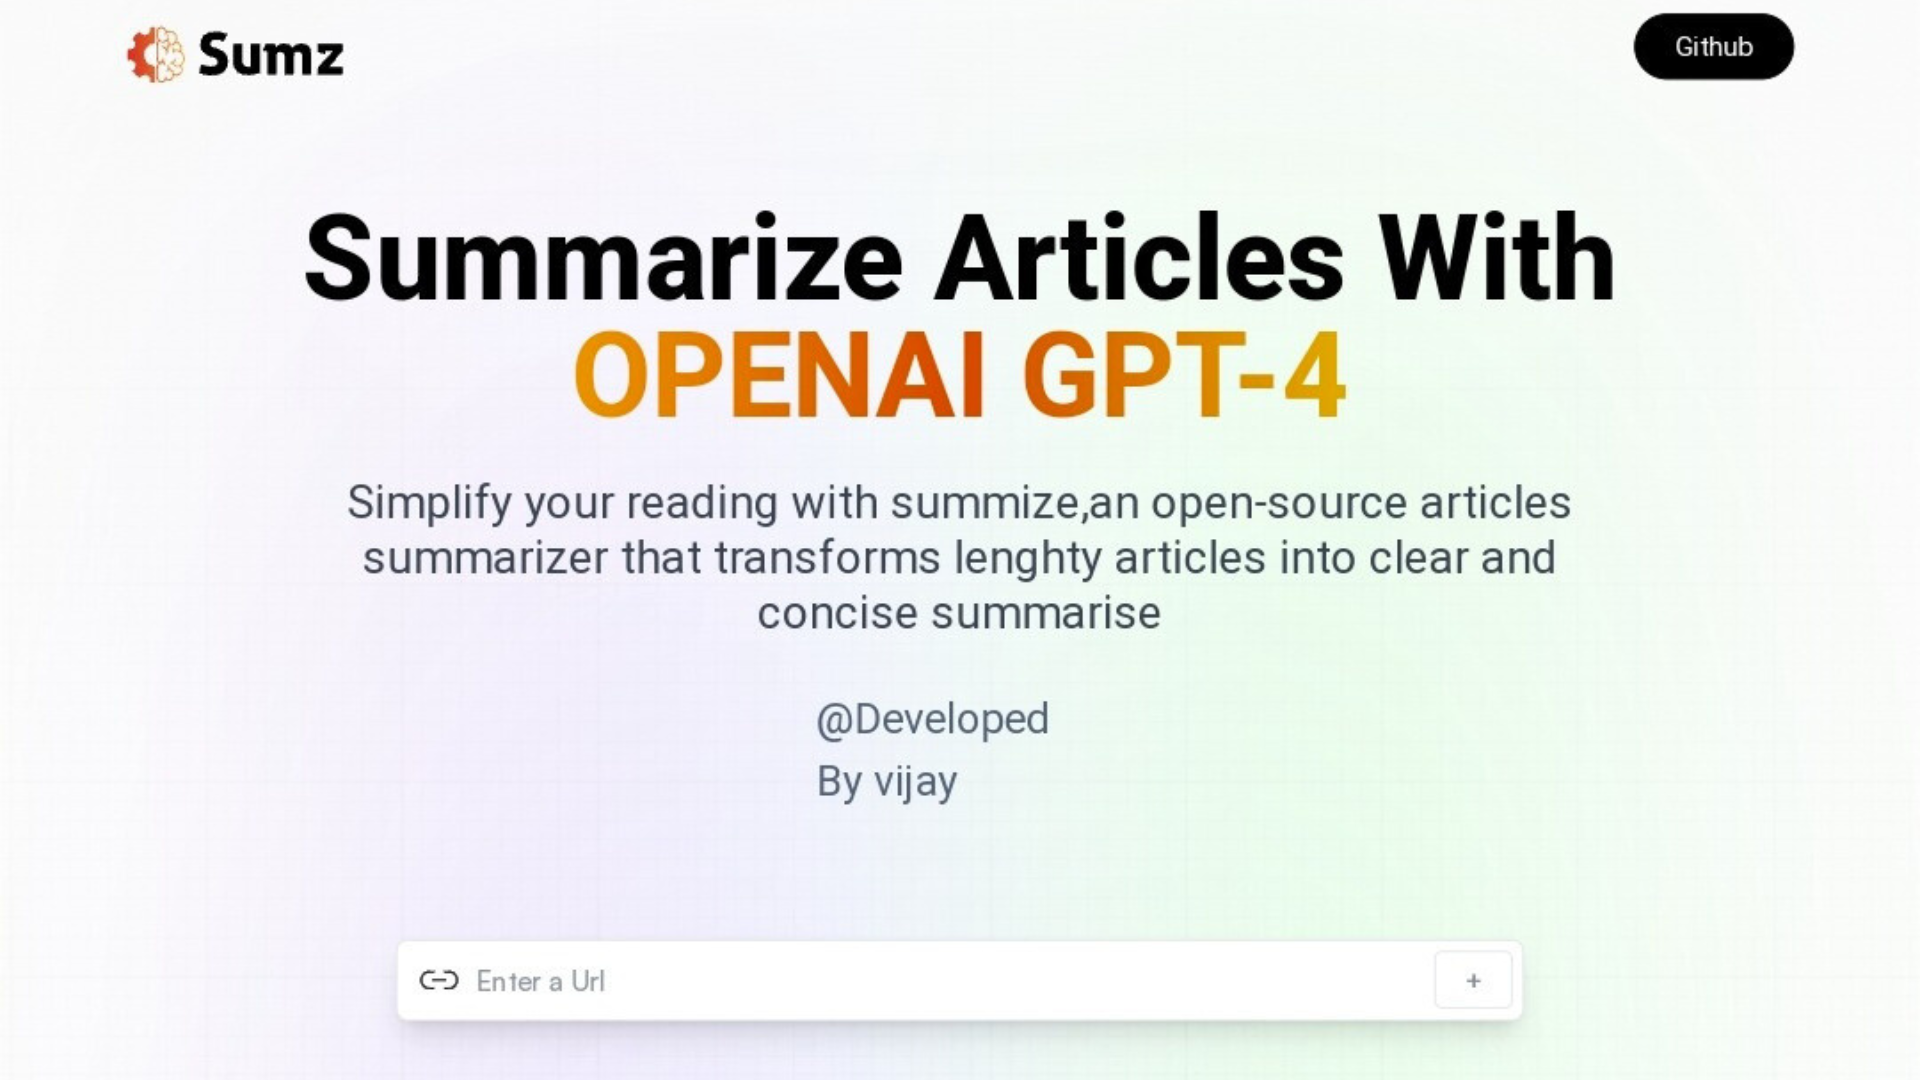 Sumz
Github
Summarize Articles With
OPENAI GPT-4
Simplify your reading with summize,an open-source articles
summarizer that transforms lenghty articles into clear and
concise summarise
@Developed
By vijay
Enter a Url
+